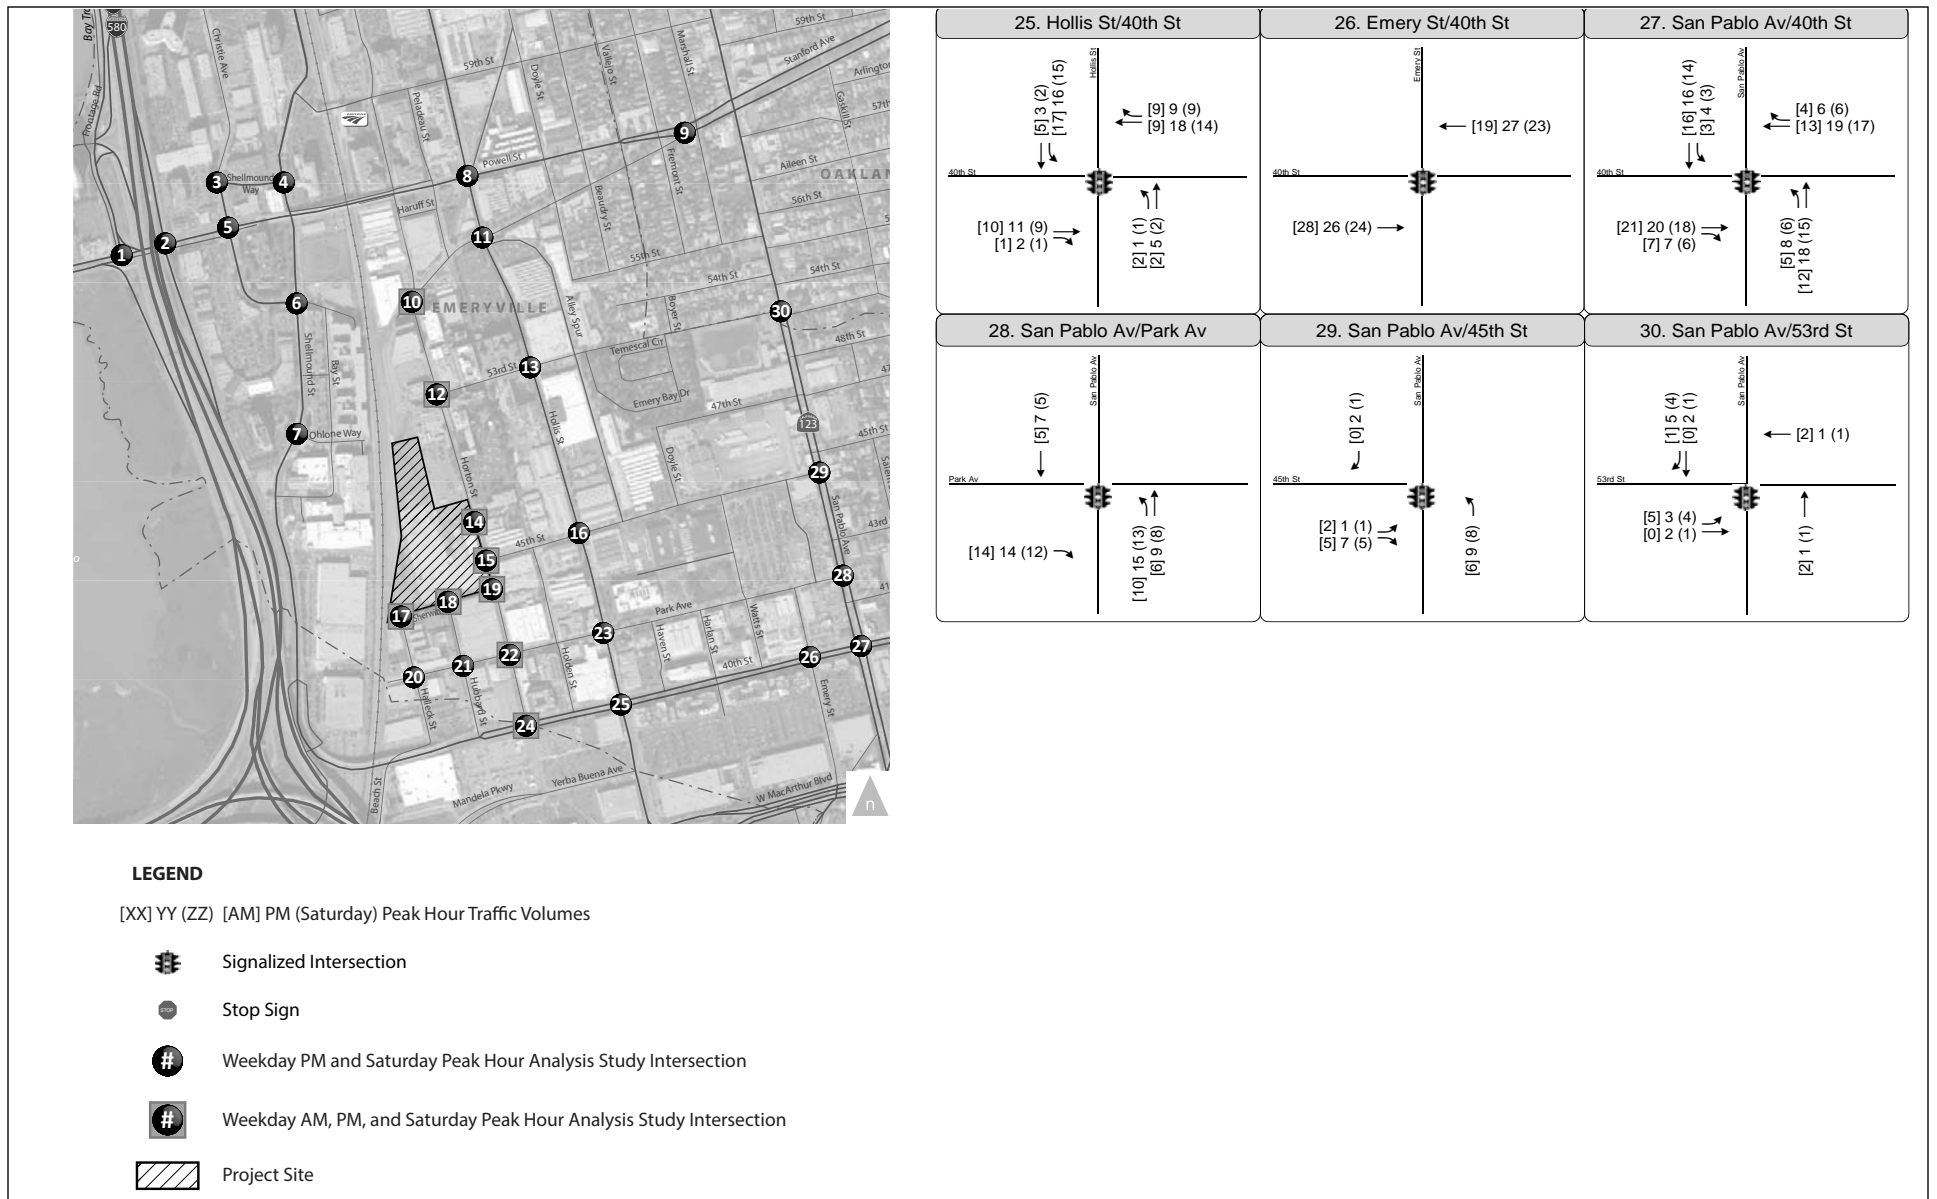 580
Bay Tr
Frontage Rd
Christie Ave
59th St
Peladeau St
Doyle St
Vallejo St
Marshall St
59th St
Stanford Ave
Arlington
Gaskill St
57th
Powell St
Fremont St
Aileen St
OAKLAN
Shellmound
Way
Haruff St
Beaudry St
56th St
55th St
54th St
54th St
EMERYVILLE
Alley Spur
Boyer St
48th St
Shellmound St
Bay St
53rd St
Temescal Cir
47
Emery Bay Dr
47th St
123
45th St
Ohlone Way
Hollis St
Doyle St
Horton St
San Pablo Ave
43rd
45th St
41
Sherwin
Park Ave
Watts St
Haven St
Harlan St
40th St
Holden St
Hubbard St
Halleck St
Emery St
Beach St
Mandela Pkwy
Yerba Buena Ave
W MacArthur Blvd
n
1
2
3
4
5
6
7
8
9
10
11
12
13
14
15
16
17
18
19
20
21
22
23
24
25
26
27
28
29
30
25. Hollis St/40th St
Hollis St
40th St
[5] 3 (2)
[17] 16 (15)
[9] 9 (9)
[9] 18 (14)
[10] 11 (9)
[1] 2 (1)
[2] 1 (1)
[2] 5 (2)
26. Emery St/40th St
Emery St
40th St
[19] 27 (23)
[28] 26 (24)
27. San Pablo Av/40th St
San Pablo Av
40th St
[16] 16 (14)
[3] 4 (3)
[4] 6 (6)
[13] 19 (17)
[21] 20 (18)
[7] 7 (6)
[5] 8 (6)
[12] 18 (15)
28. San Pablo Av/Park Av
San Pablo Av
Park Av
[5] 7 (5)
[14] 14 (12)
[10] 15 (13)
[6] 9 (8)
29. San Pablo Av/45th St
San Pablo Av
45th St
[0] 2 (1)
[2] 1 (1)
[5] 7 (5)
[6] 9 (8)
30. San Pablo Av/53rd St
San Pablo Av
53rd St
[1] 5 (4)
[0] 2 (1)
[2] 1 (1)
[5] 3 (4)
[0] 2 (1)
[2] 1 (1)
LEGEND
[XX] YY (ZZ) [AM] PM (Saturday) Peak Hour Traffic Volumes
Signalized Intersection
STOP
Stop Sign
#
Weekday PM and Saturday Peak Hour Analysis Study Intersection
#
Weekday AM, PM, and Saturday Peak Hour Analysis Study Intersection
Project Site